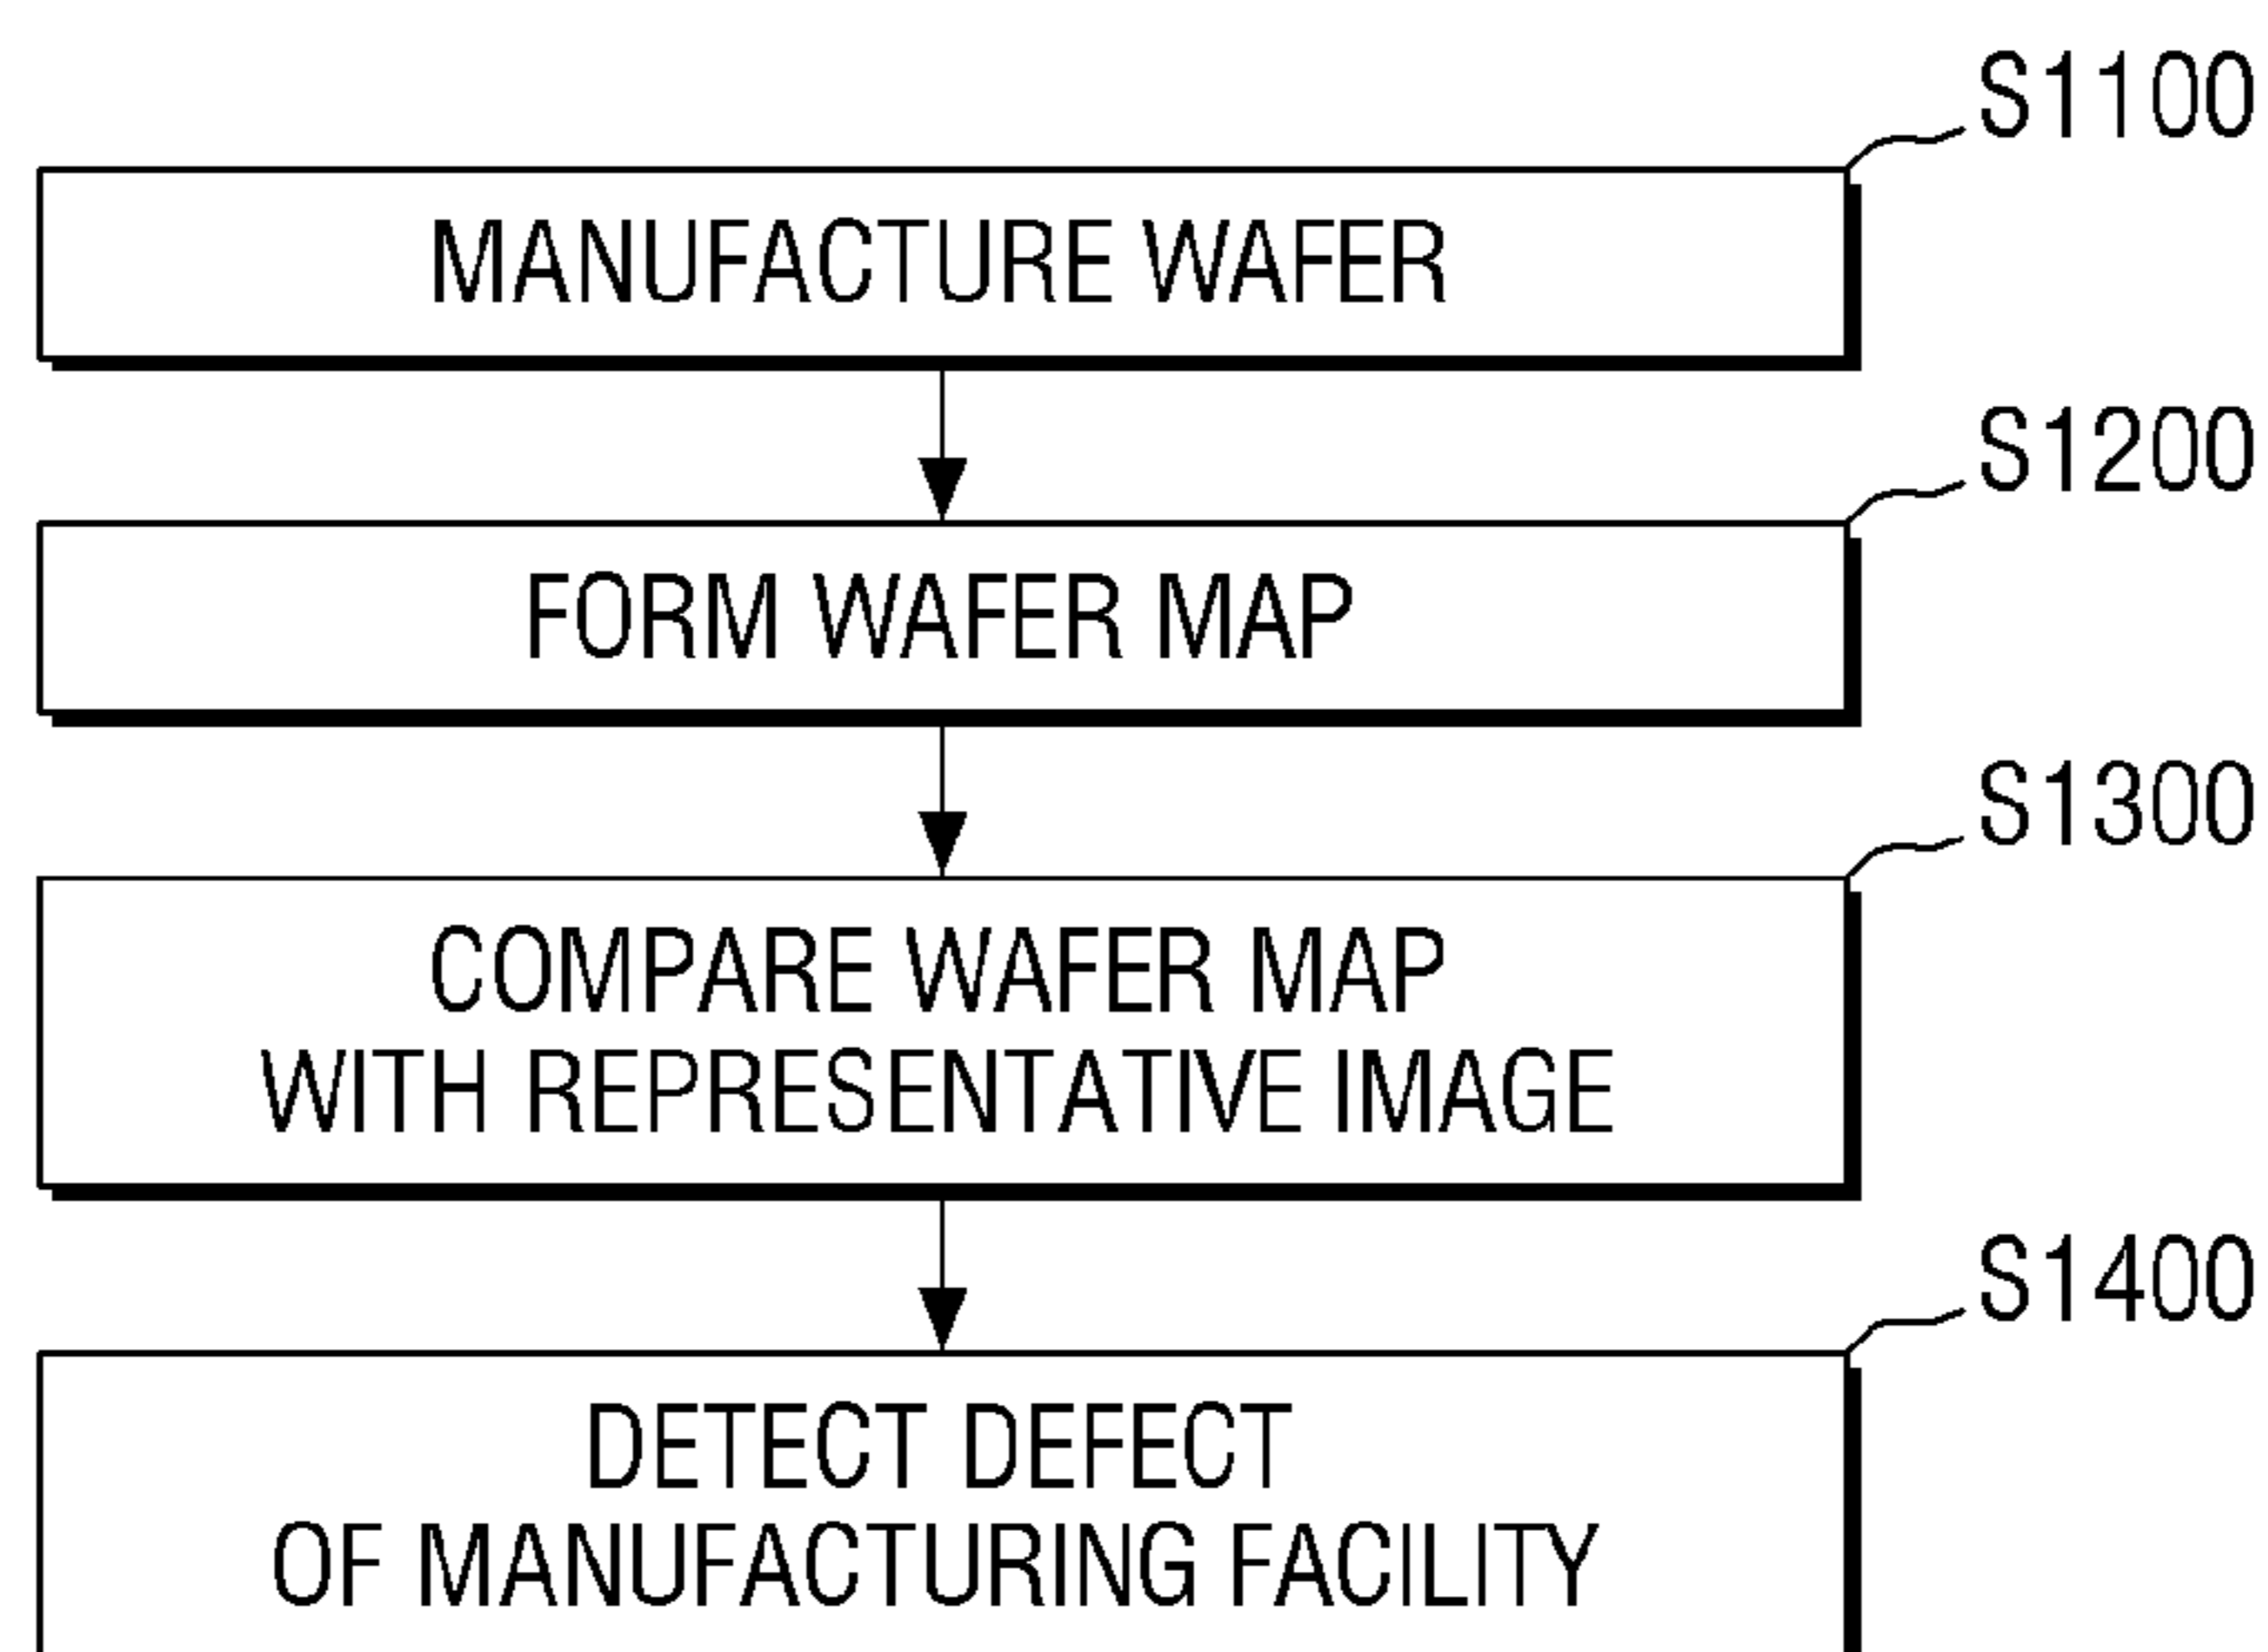 S1100
MANUFACTURE WAFER
S1200
FORM WAFER MAP
S1300
COMPARE WAFER MAP
WITH REPRESENTATIVE IMAGE
S1400
DETECT DEFECT
OF MANUFACTURING FACILITY